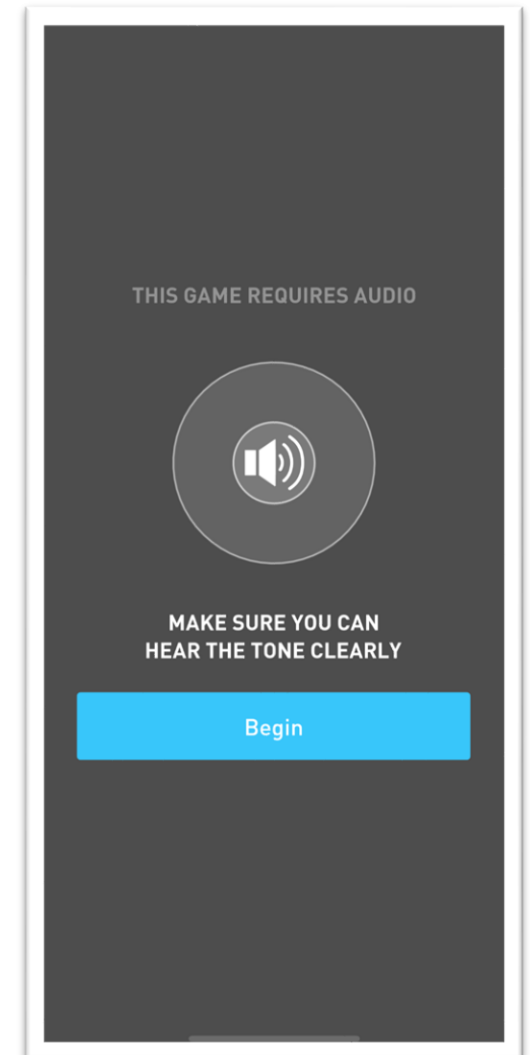 THIS GAME REQUIRES AUDIO
MAKE SURE YOU CAN
HEAR THE TONE CLEARLY
Begin